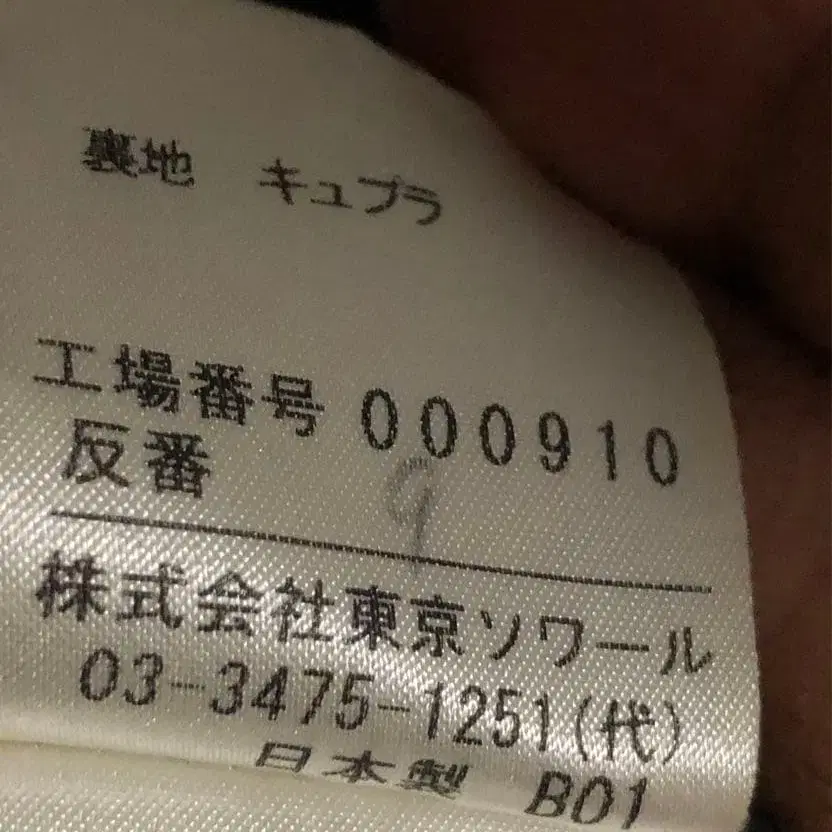 裏地　キュプラ
工場番号 000910
反番 9
株式会社東京ソワール
03-3475-1251(代)
日本製 B01